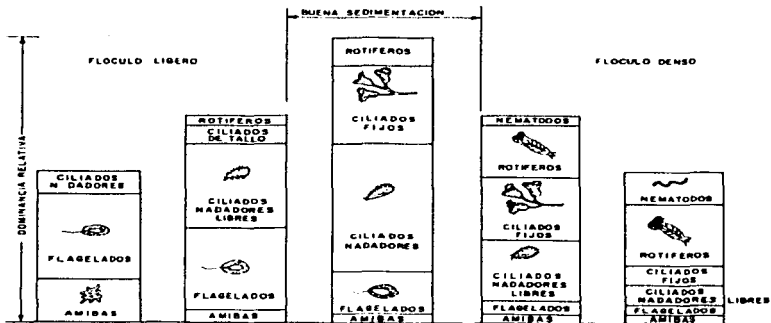 BUENA SEDIMENTACION
FLOCULO LIGERO
FLOCULO DENSO
DOMINANCIA RELATIVA
CILIADOS
N DADORES
FLAGELADOS
AMIBAS
ROTIFEROS
CILIADOS
DE TALLO
CILIADOS
NADADORES
LIBRES
FLAGELADOS
AMIBAS
ROTIFEROS
CILIADOS
FIJOS
CILIADOS
NADADORES
FLAGELADOS
AMIBAS
NEMATODOS
ROTIFEROS
CILIADOS
FIJOS
CILIADOS
NADADORES
LIBRES
FLAGELADOS
AMIBAS
NEMATODOS
ROTIFEROS
CILIADOS
FIJOS
CILIADOS
NADADORES LIBRES
FLAGELADOS
AMIBAS